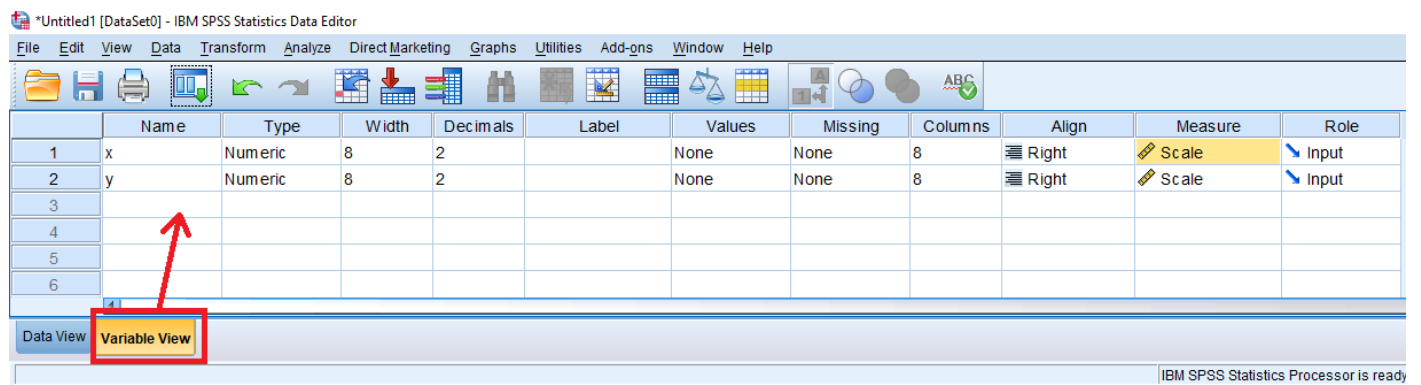 *Untitled1 [DataSet0] - IBM SPSS Statistics Data Editor
File Edit View Data Transform Analyze Direct Marketing Graphs Utilities Add-ons Window Help
A 1 ABC
Name Type Width Decimals Label Values Missing Columns Align Measure Role
1 x Numeric 8 2 None None 8 Right Scale Input
2 y Numeric 8 2 None None 8 Right Scale Input
3
4
5
6
Data View Variable View
IBM SPSS Statistics Processor is ready